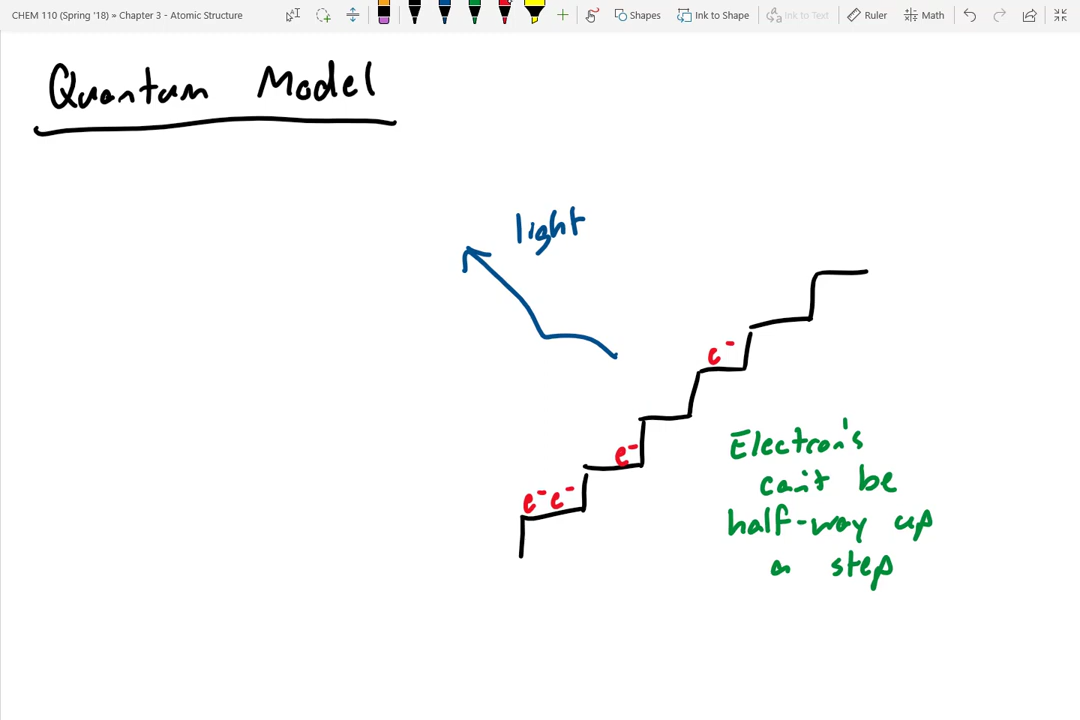 CHEM 110 (Spring '18) » Chapter 3 - Atomic Structure
Shapes
Ink to Shape
Ink to Text
Ruler
Math
Quantum Model
light
e⁻
e⁻
e⁻ e⁻
Electron's
can't be
half-way up
a step